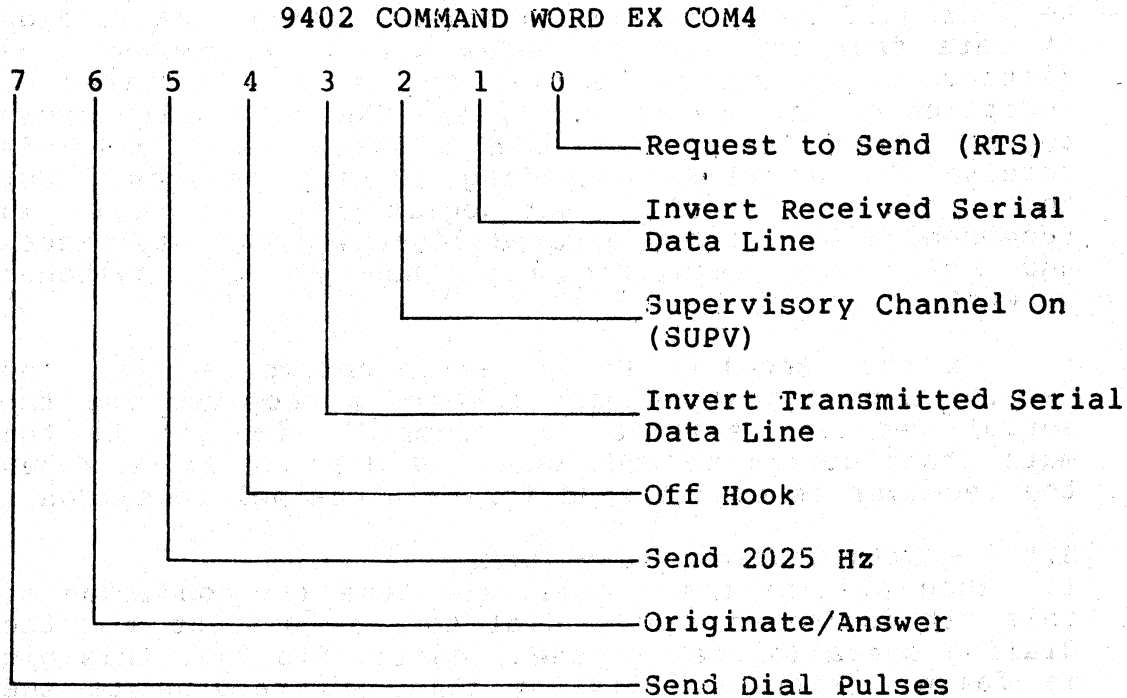 9402 COMMAND WORD EX COM4
7 6 5 4 3 2 1 0
Request to Send (RTS)
Invert Received Serial
Data Line
Supervisory Channel On
(SUPV)
Invert Transmitted Serial
Data Line
Off Hook
Send 2025 Hz
Originate/Answer
Send Dial Pulses